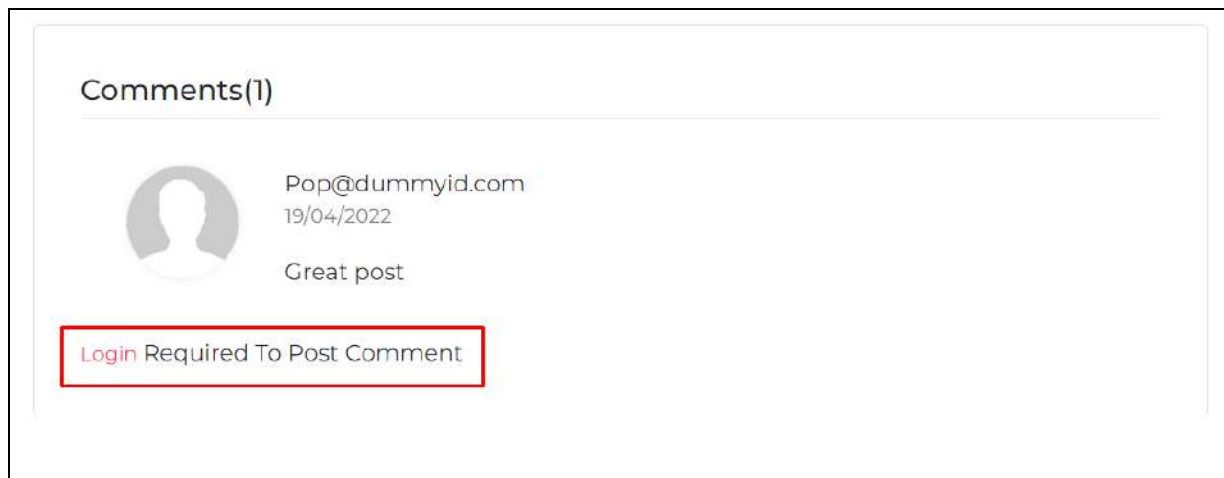 Comments(1)
Pop@dummyid.com
19/04/2022
Great post
Login Required To Post Comment